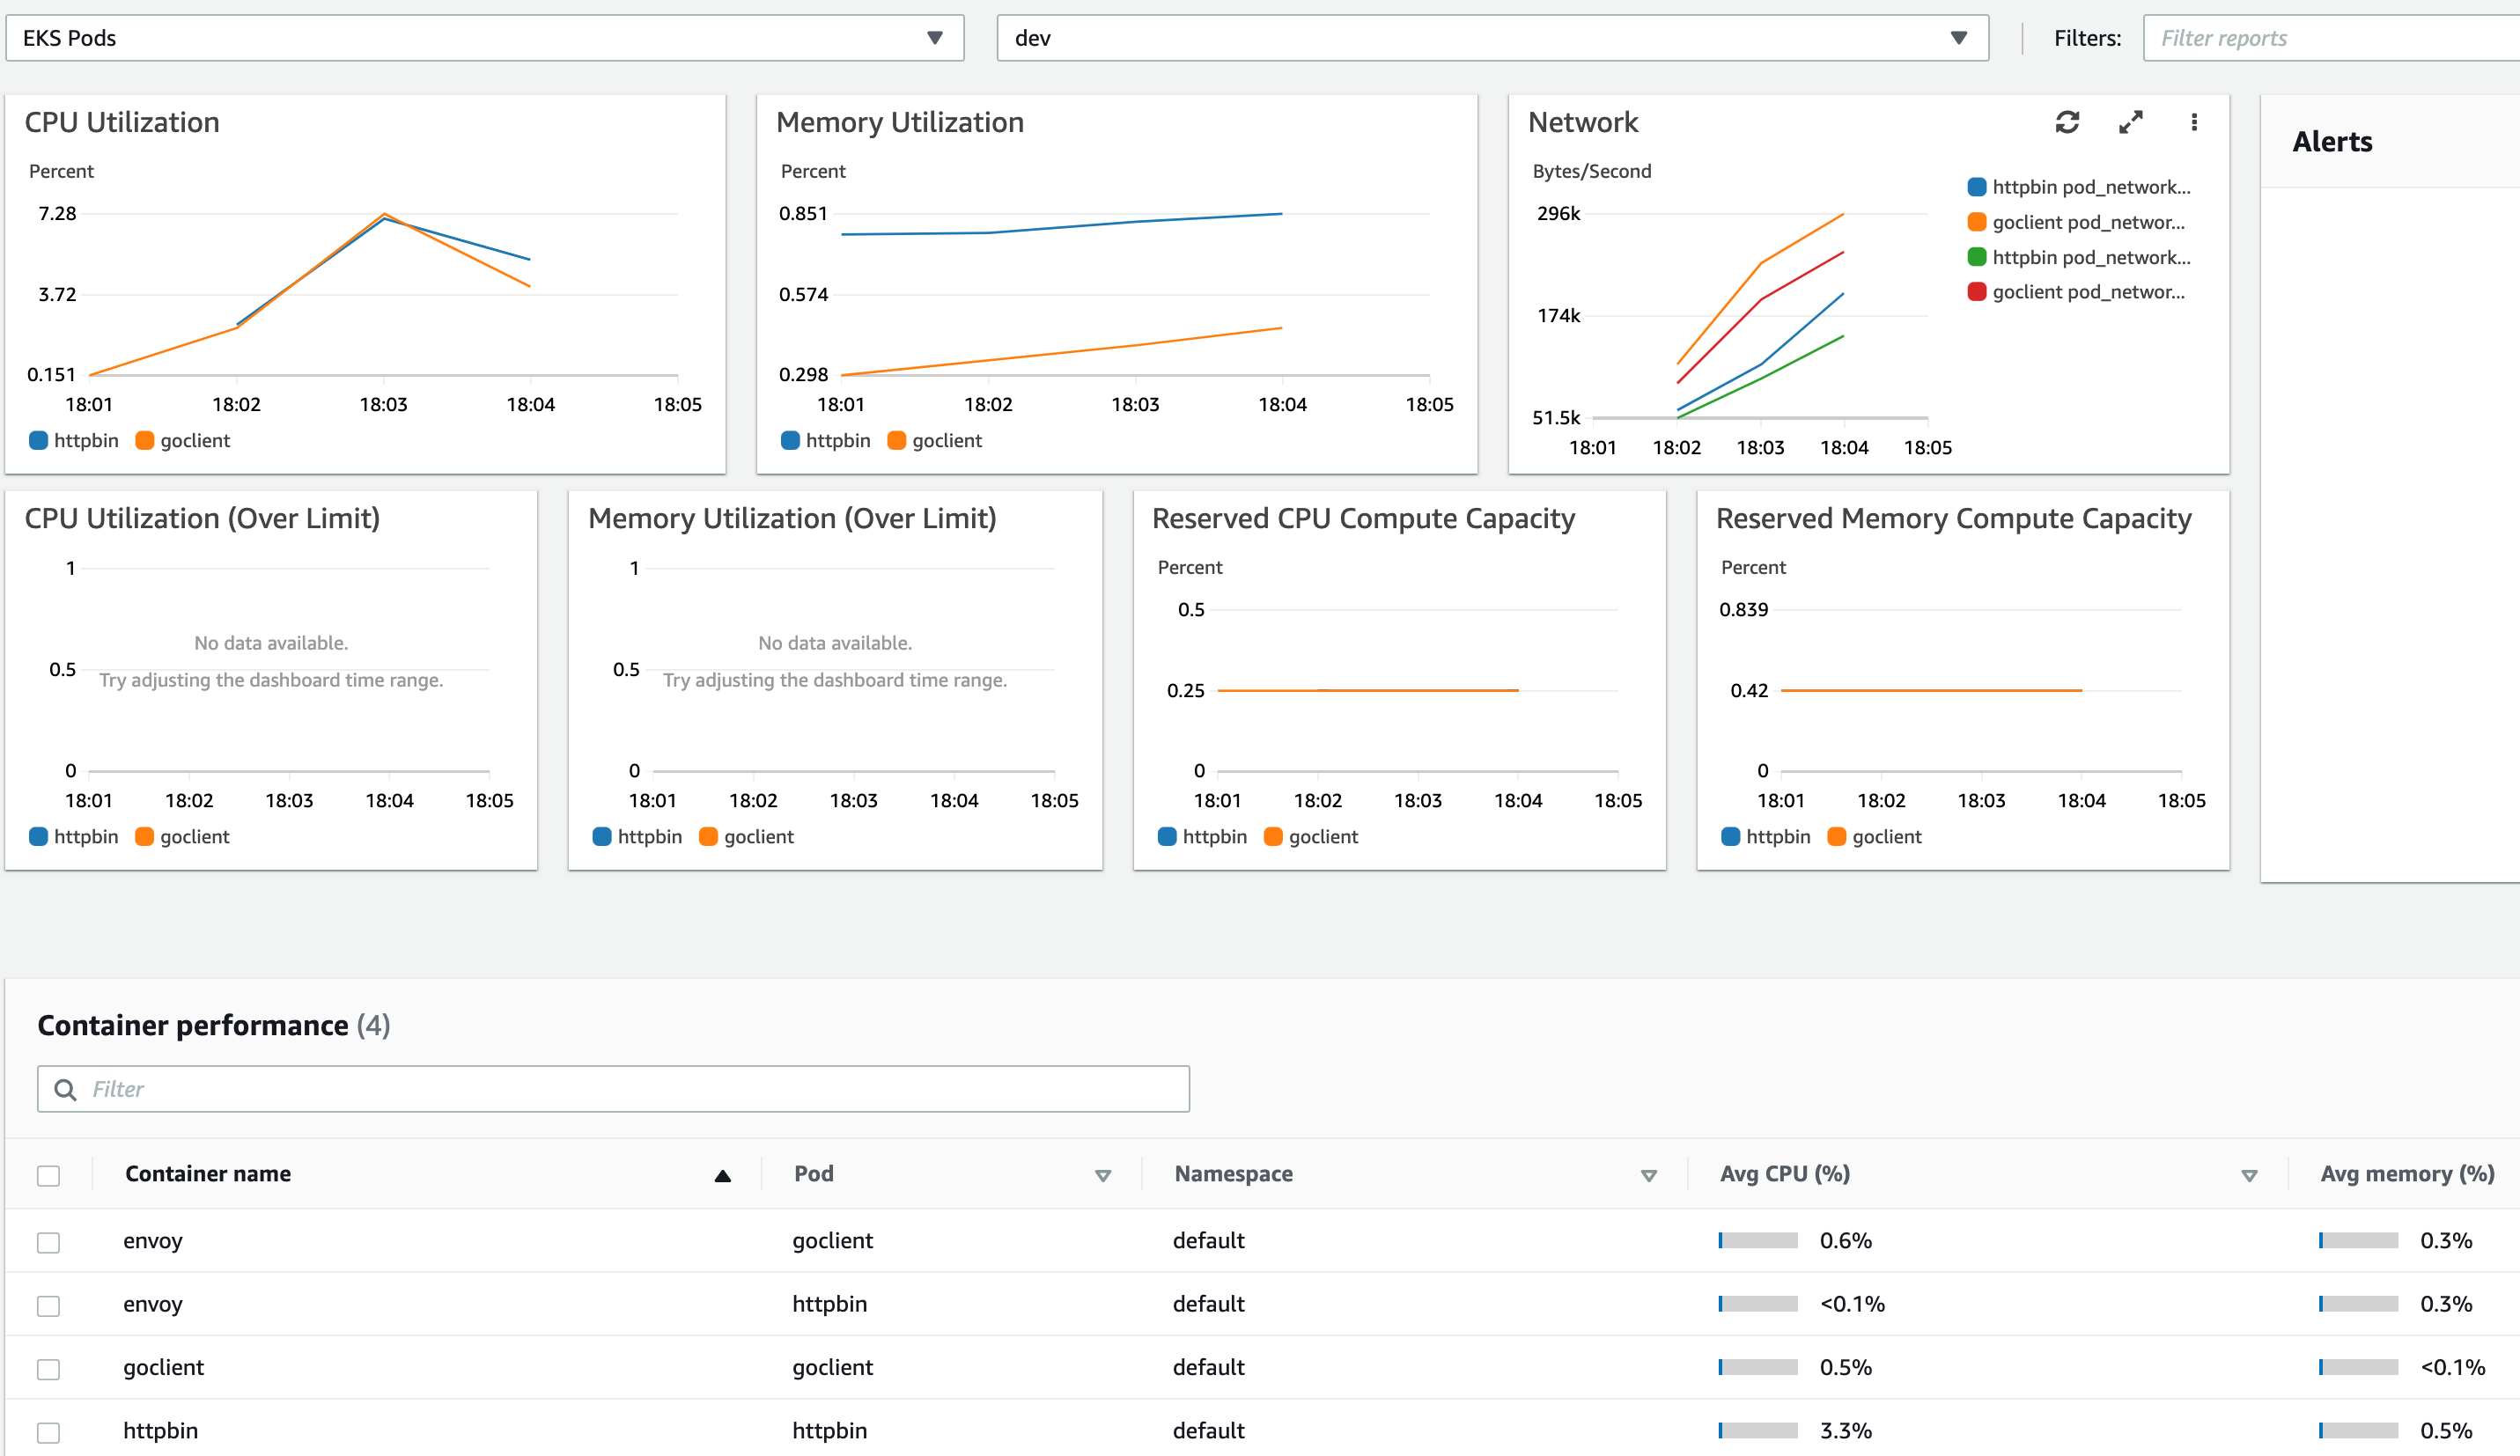 EKS Pods
dev
Filters:
Filter reports
CPU Utilization
Percent
7.28
3.72
0.151
18:01 18:02 18:03 18:04 18:05
httpbin goclient
Memory Utilization
Percent
0.851
0.574
0.298
18:01 18:02 18:03 18:04 18:05
httpbin goclient
Network
Bytes/Second
296k
174k
51.5k
18:01 18:02 18:03 18:04 18:05
httpbin pod_network...
goclient pod_networ...
httpbin pod_network...
goclient pod_networ...
Alerts
CPU Utilization (Over Limit)
1
0.5
0
No data available.
Try adjusting the dashboard time range.
18:01 18:02 18:03 18:04 18:05
httpbin goclient
Memory Utilization (Over Limit)
1
0.5
0
No data available.
Try adjusting the dashboard time range.
18:01 18:02 18:03 18:04 18:05
httpbin goclient
Reserved CPU Compute Capacity
Percent
0.5
0.25
0
18:01 18:02 18:03 18:04 18:05
httpbin goclient
Reserved Memory Compute Capacity
Percent
0.839
0.42
0
18:01 18:02 18:03 18:04 18:05
httpbin goclient
Container performance (4)
Filter
Container name Pod Namespace Avg CPU (%) Avg memory (%)
envoy goclient default 0.6% 0.3%
envoy httpbin default <0.1% 0.3%
goclient goclient default 0.5% <0.1%
httpbin httpbin default 3.3% 0.5%